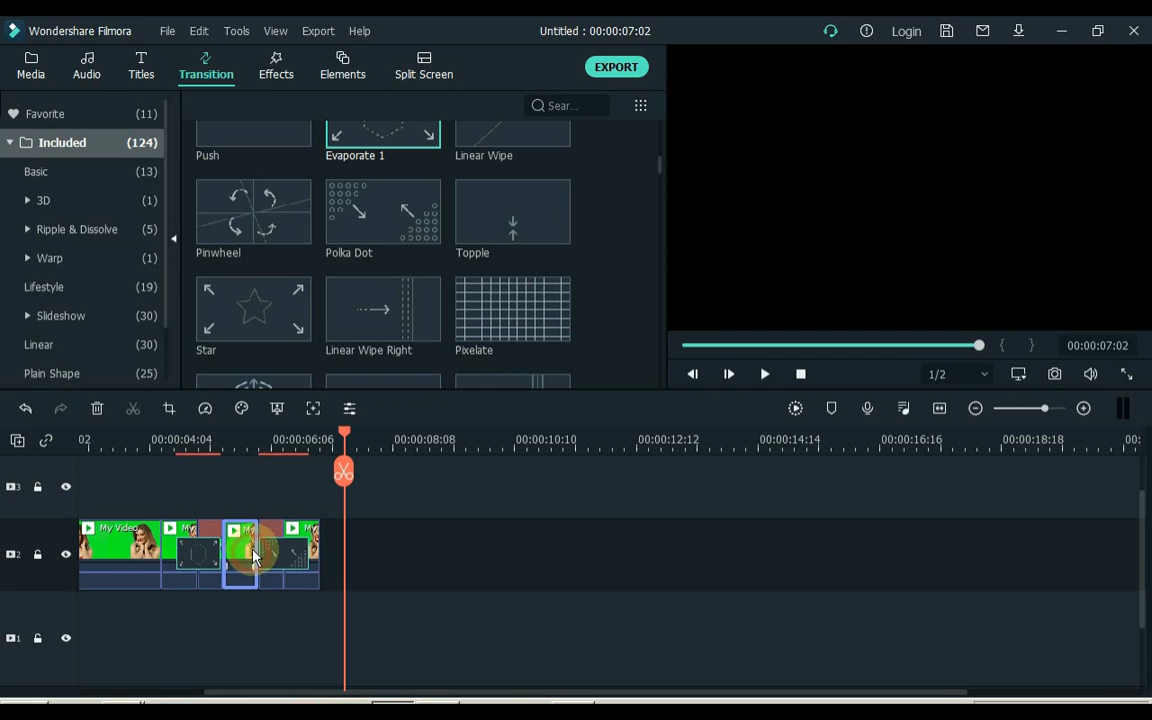 Wondershare Filmora File Edit Tools View Export Help Untitled : 00:00:07:02 Login
Media Audio Titles Transition Effects Elements Split Screen EXPORT
Favorite (11) Sear...
Included (124)
Push Evaporate 1 Linear Wipe
Basic (13)
3D (1)
Ripple & Dissolve (5)
Pinwheel Polka Dot Topple
Warp (1)
Lifestyle (19)
Slideshow (30)
Linear (30)
Star Linear Wipe Right Pixelate
Plain Shape (25)
{ } 00:00:07:02
1/2
02 00:00:04:04 00:00:06:06 00:00:08:08 00:00:10:10 00:00:12:12 00:00:14:14 00:00:16:16 00:00:18:18 00:
3
My Video My M My
2
1